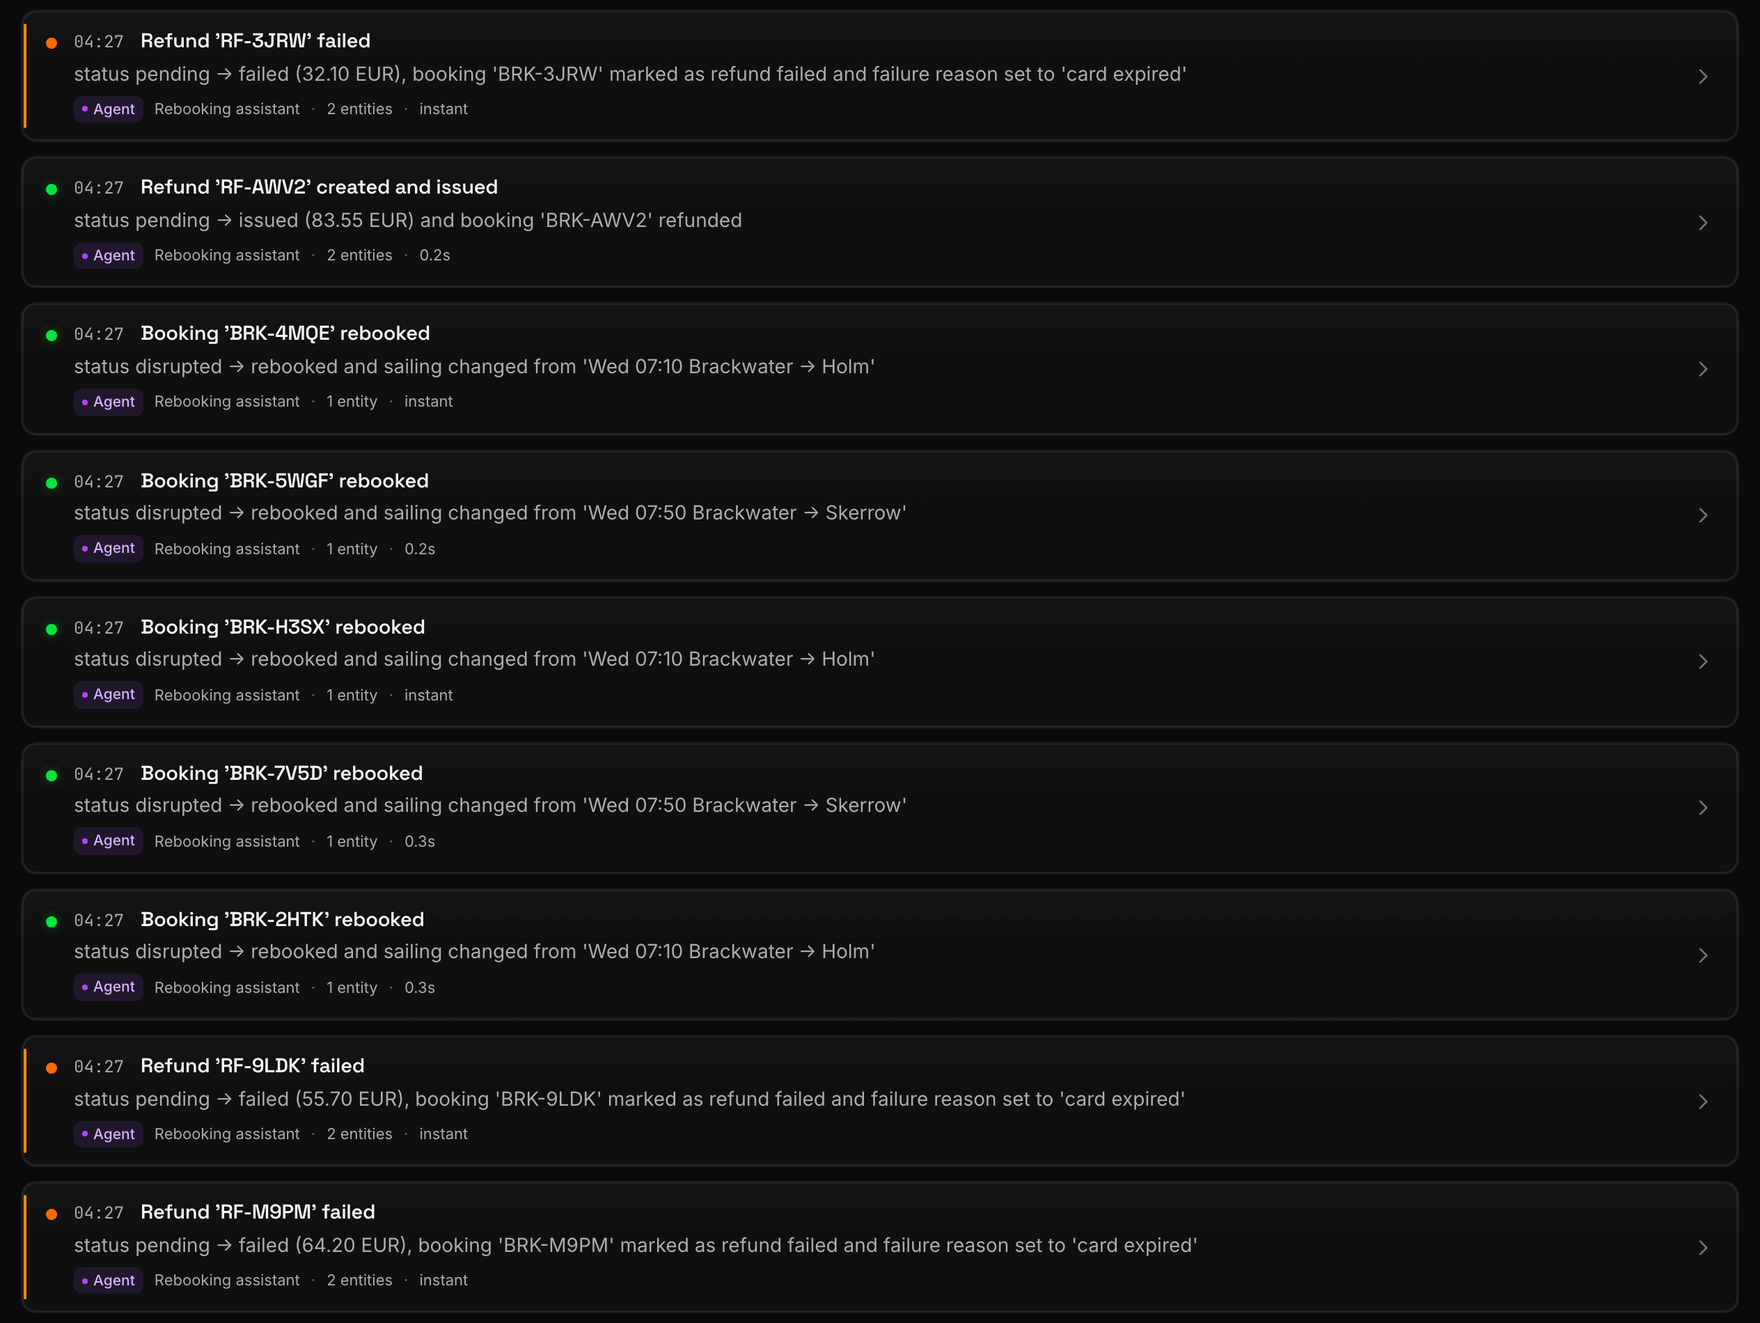 04:27 Refund ’RF-3JRW’ failed
status pending → failed (32.10 EUR), booking 'BRK-3JRW' marked as refund failed and failure reason set to 'card expired'
Agent Rebooking assistant · 2 entities · instant
04:27 Refund ’RF-AWV2’ created and issued
status pending → issued (83.55 EUR) and booking 'BRK-AWV2' refunded
Agent Rebooking assistant · 2 entities · 0.2s
04:27 Booking ’BRK-4MQE’ rebooked
status disrupted → rebooked and sailing changed from 'Wed 07:10 Brackwater → Holm'
Agent Rebooking assistant · 1 entity · instant
04:27 Booking ’BRK-5WGF’ rebooked
status disrupted → rebooked and sailing changed from 'Wed 07:50 Brackwater → Skerrow'
Agent Rebooking assistant · 1 entity · 0.2s
04:27 Booking ’BRK-H3SX’ rebooked
status disrupted → rebooked and sailing changed from 'Wed 07:10 Brackwater → Holm'
Agent Rebooking assistant · 1 entity · instant
04:27 Booking ’BRK-7V5D’ rebooked
status disrupted → rebooked and sailing changed from 'Wed 07:50 Brackwater → Skerrow'
Agent Rebooking assistant · 1 entity · 0.3s
04:27 Booking ’BRK-2HTK’ rebooked
status disrupted → rebooked and sailing changed from 'Wed 07:10 Brackwater → Holm'
Agent Rebooking assistant · 1 entity · 0.3s
04:27 Refund ’RF-9LDK’ failed
status pending → failed (55.70 EUR), booking 'BRK-9LDK' marked as refund failed and failure reason set to 'card expired'
Agent Rebooking assistant · 2 entities · instant
04:27 Refund ’RF-M9PM’ failed
status pending → failed (64.20 EUR), booking 'BRK-M9PM' marked as refund failed and failure reason set to 'card expired'
Agent Rebooking assistant · 2 entities · instant